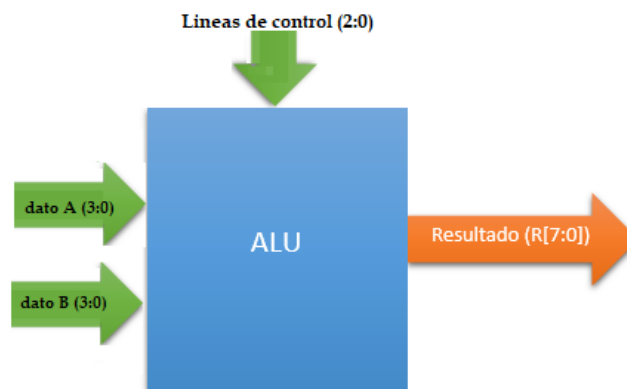 Lineas de control (2:0)
dato A (3:0)
ALU
Resultado (R[7:0])
dato B (3:0)